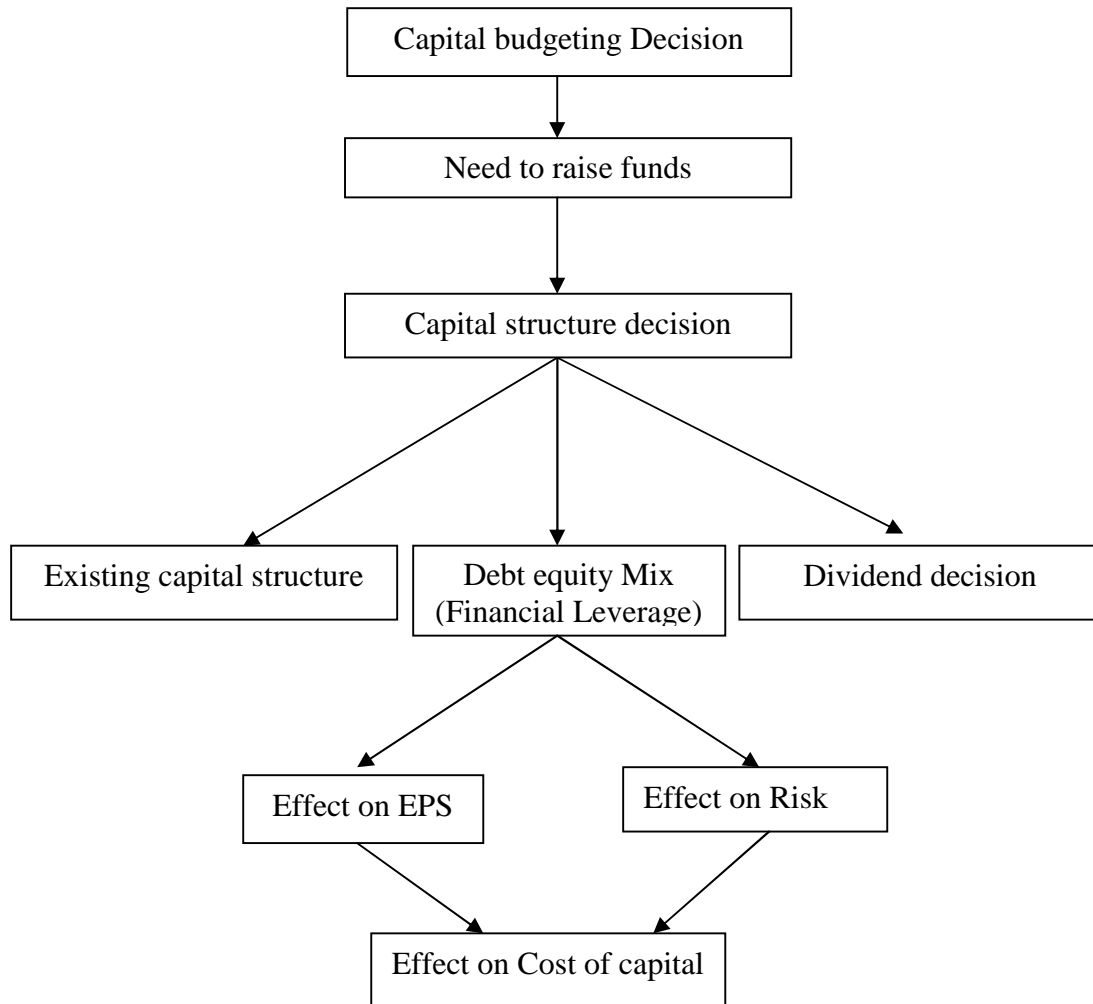 Capital budgeting Decision
Need to raise funds
Capital structure decision
Existing capital structure
Debt equity Mix
(Financial Leverage)
Dividend decision
Effect on EPS
Effect on Risk
Effect on Cost of capital